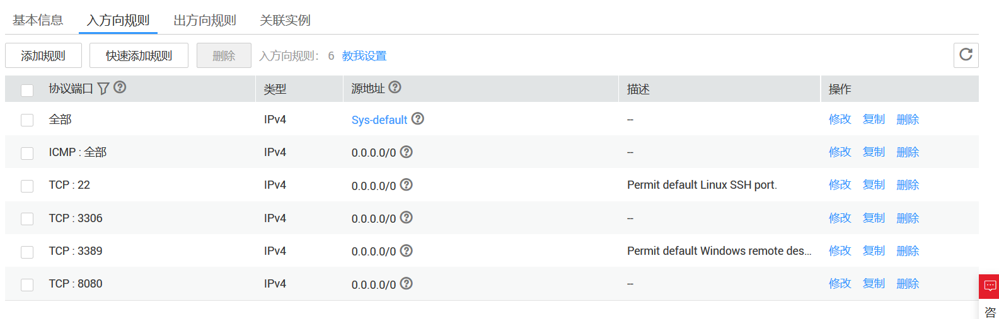 基本信息 入方向规则 出方向规则 关联实例
添加规则 快速添加规则 删除 入方向规则： 6 教我设置
协议端口 类型 源地址 描述 操作
全部 IPv4 Sys-default -- 修改 复制 删除
ICMP : 全部 IPv4 0.0.0.0/0 -- 修改 复制 删除
TCP : 22 IPv4 0.0.0.0/0 Permit default Linux SSH port. 修改 复制 删除
TCP : 3306 IPv4 0.0.0.0/0 -- 修改 复制 删除
TCP : 3389 IPv4 0.0.0.0/0 Permit default Windows remote des... 修改 复制 删除
TCP : 8080 IPv4 0.0.0.0/0 -- 修改 复制 删除
咨